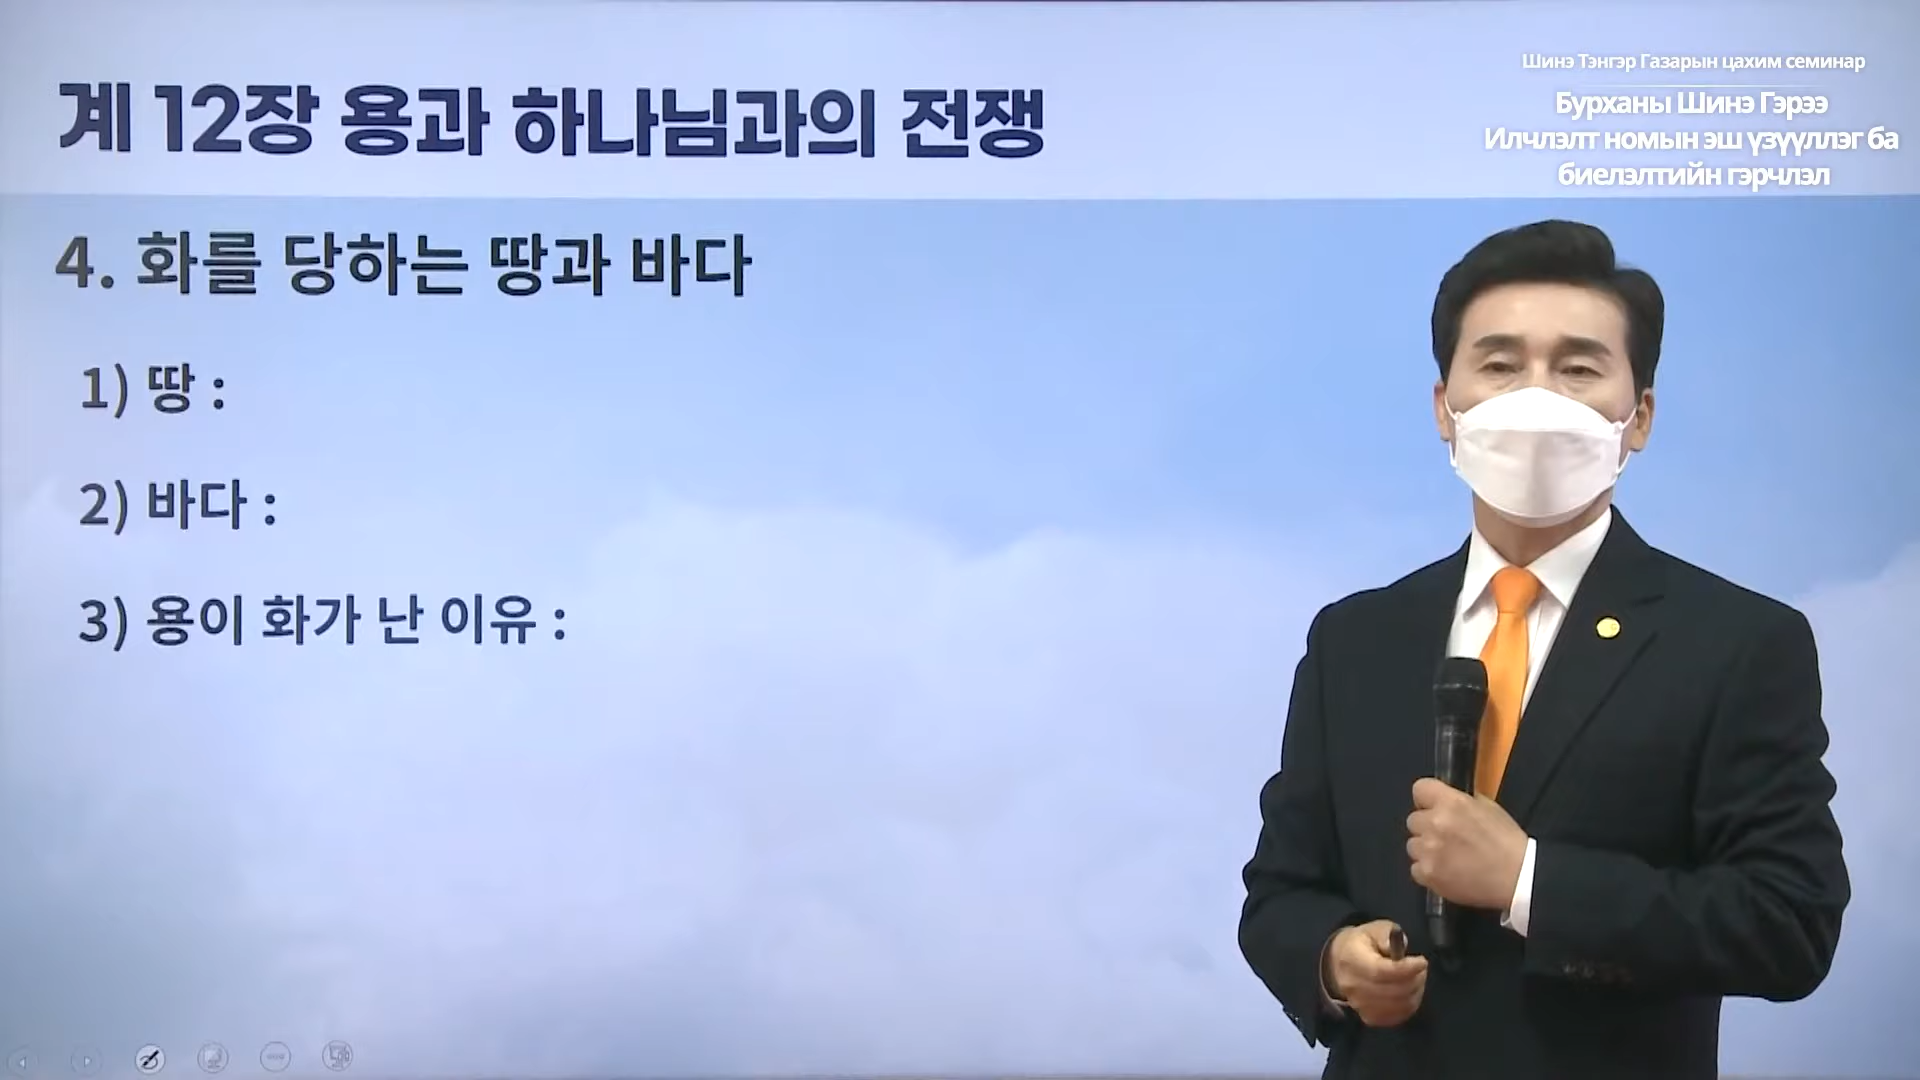 계 12장 용과 하나님과의 전쟁
4. 화를 당하는 땅과 바다
1) 땅 :
2) 바다 :
3) 용이 화가 난 이유 :
Шинэ Тэнгэр Газарын цахим семинар
Бурханы Шинэ Гэрээ
Илчлэлт номын эш үзүүллэг ба
биелэлтийн гэрчлэл